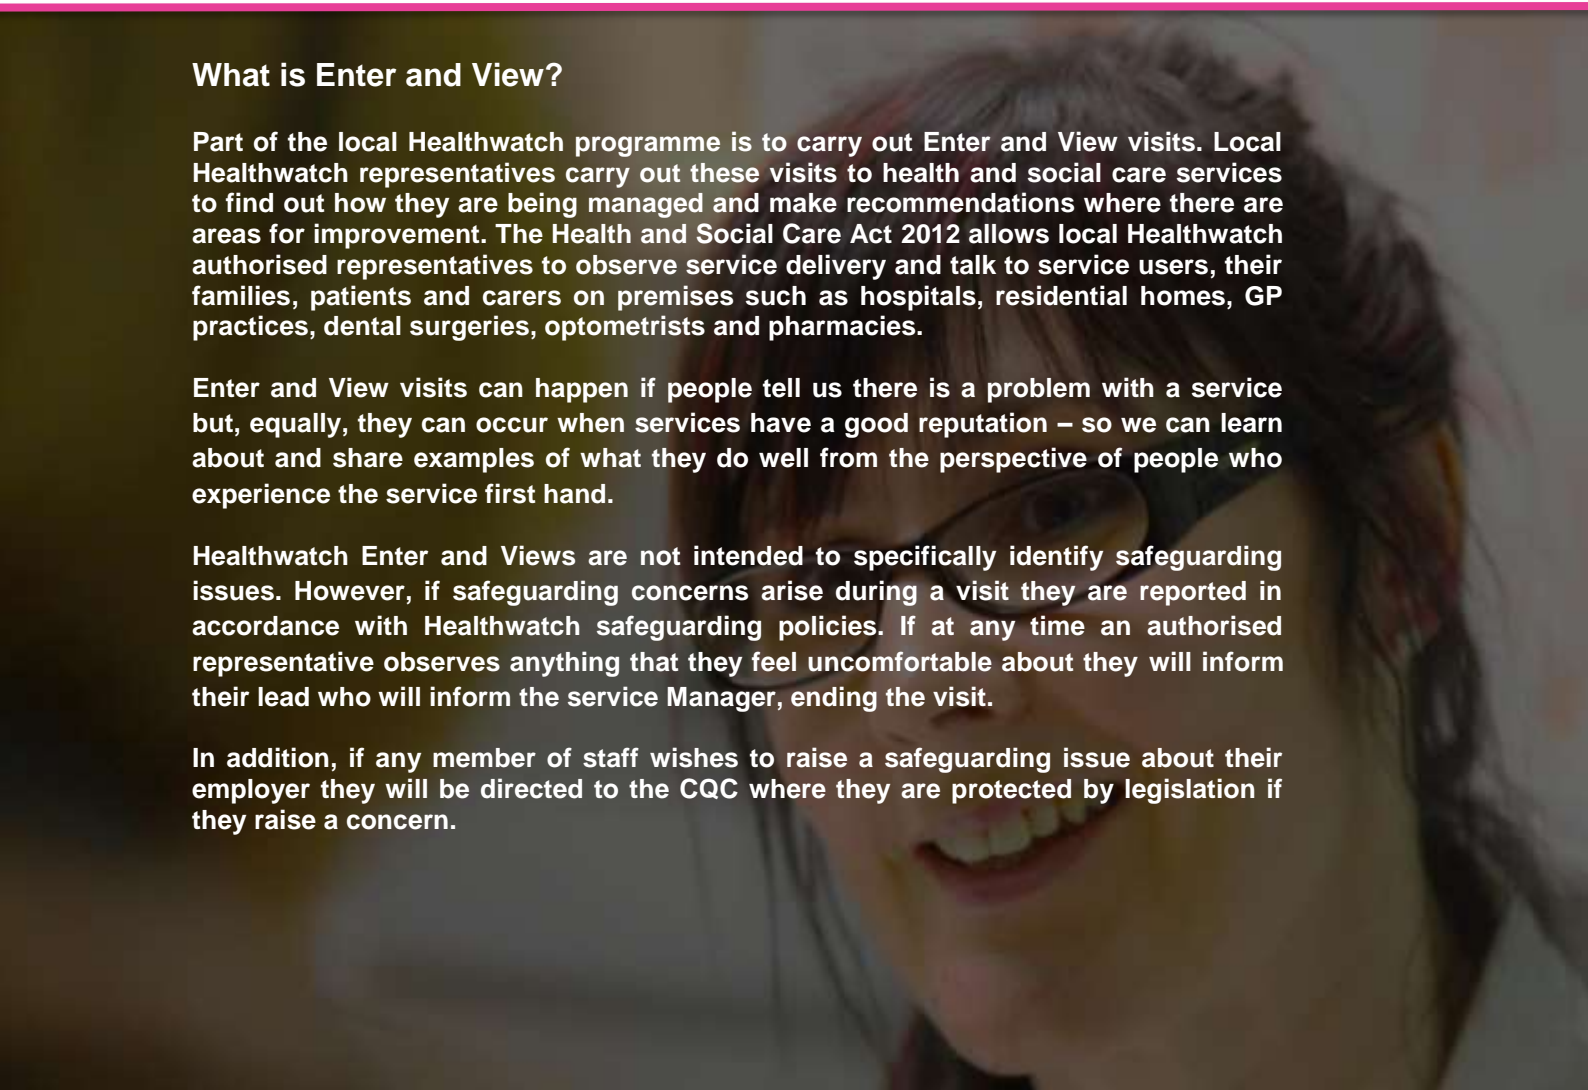 What is Enter and View?
Part of the local Healthwatch programme is to carry out Enter and View visits. Local
Healthwatch representatives carry out these visits to health and social care services
to find out how they are being managed and make recommendations where there are
areas for improvement. The Health and Social Care Act 2012 allows local Healthwatch
authorised representatives to observe service delivery and talk to service users, their
families, patients and carers on premises such as hospitals, residential homes, GP
practices, dental surgeries, optometrists and pharmacies.
Enter and View visits can happen if people tell us there is a problem with a service
but, equally, they can occur when services have a good reputation – so we can learn
about and share examples of what they do well from the perspective of people who
experience the service first hand.
Healthwatch Enter and Views are not intended to specifically identify safeguarding
issues. However, if safeguarding concerns arise during a visit they are reported in
accordance with Healthwatch safeguarding policies. If at any time an authorised
representative observes anything that they feel uncomfortable about they will inform
their lead who will inform the service Manager, ending the visit.
In addition, if any member of staff wishes to raise a safeguarding issue about their
employer they will be directed to the CQC where they are protected by legislation if
they raise a concern.